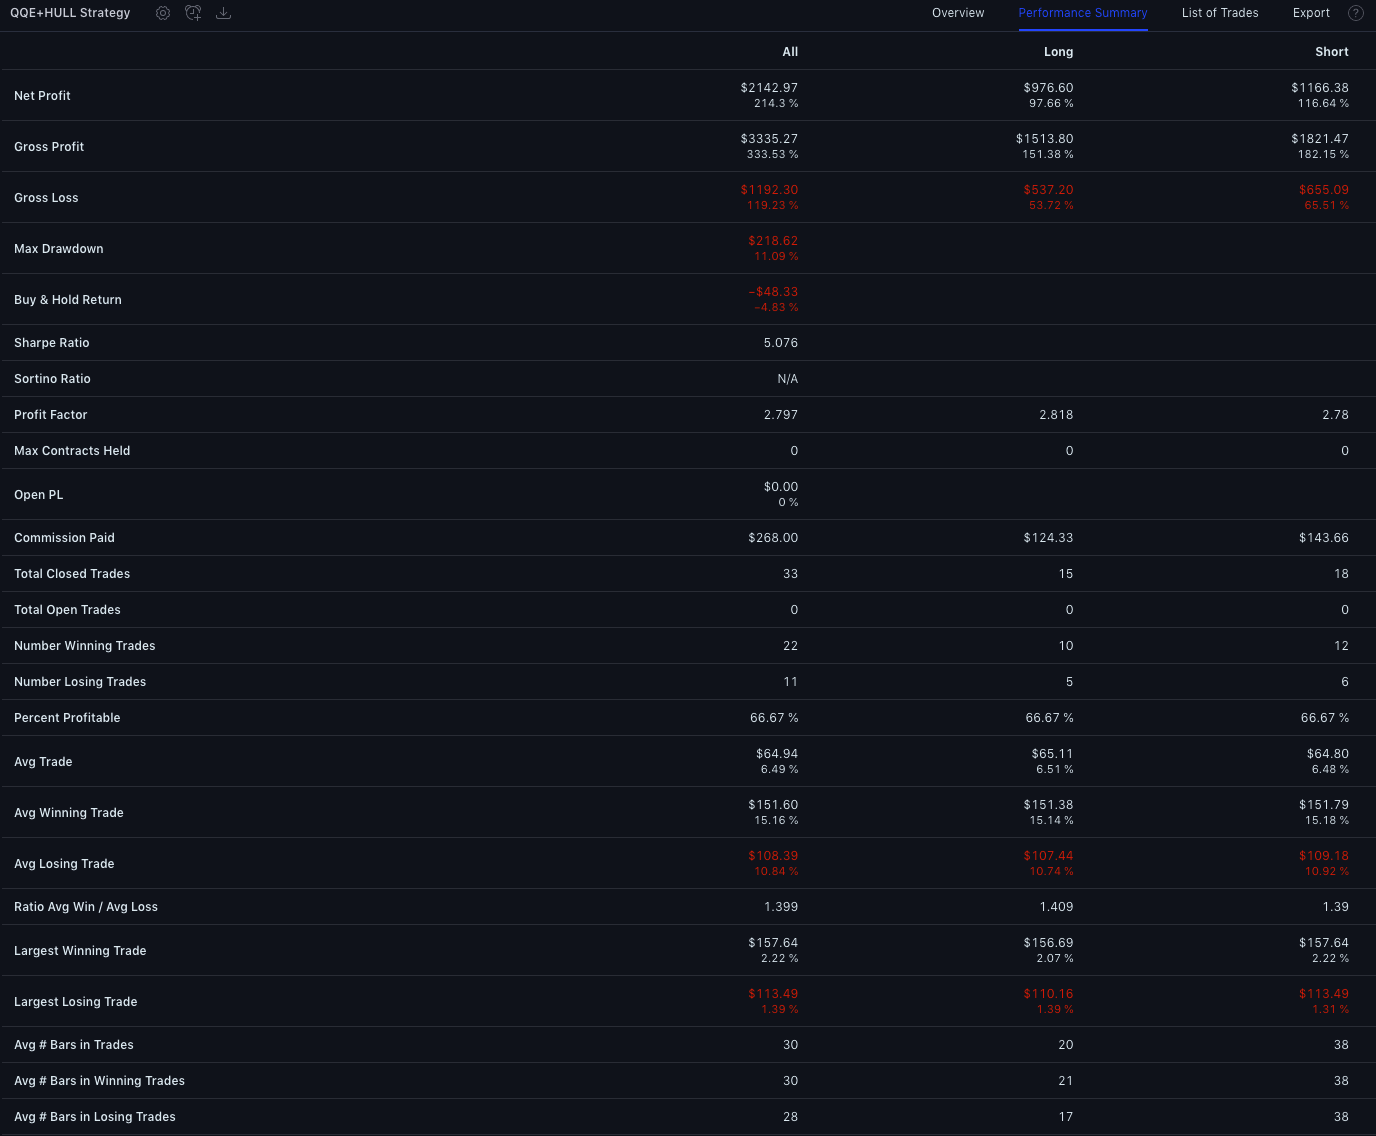 QQE+HULL Strategy Overview Performance Summary List of Trades Export ?
All Long Short
Net Profit $2142.97 $976.60 $1166.38
214.3 % 97.66 % 116.64 %
Gross Profit $3335.27 $1513.80 $1821.47
333.53 % 151.38 % 182.15 %
Gross Loss $1192.30 $537.20 $655.09
119.23 % 53.72 % 65.51 %
Max Drawdown $218.62
11.09 %
Buy & Hold Return −$48.33
−4.83 %
Sharpe Ratio 5.076
Sortino Ratio N/A
Profit Factor 2.797 2.818 2.78
Max Contracts Held 0 0 0
Open PL $0.00
0 %
Commission Paid $268.00 $124.33 $143.66
Total Closed Trades 33 15 18
Total Open Trades 0 0 0
Number Winning Trades 22 10 12
Number Losing Trades 11 5 6
Percent Profitable 66.67 % 66.67 % 66.67 %
Avg Trade $64.94 $65.11 $64.80
6.49 % 6.51 % 6.48 %
Avg Winning Trade $151.60 $151.38 $151.79
15.16 % 15.14 % 15.18 %
Avg Losing Trade $108.39 $107.44 $109.18
10.84 % 10.74 % 10.92 %
Ratio Avg Win / Avg Loss 1.399 1.409 1.39
Largest Winning Trade $157.64 $156.69 $157.64
2.22 % 2.07 % 2.22 %
Largest Losing Trade $113.49 $110.16 $113.49
1.39 % 1.39 % 1.31 %
Avg # Bars in Trades 30 20 38
Avg # Bars in Winning Trades 30 21 38
Avg # Bars in Losing Trades 28 17 38